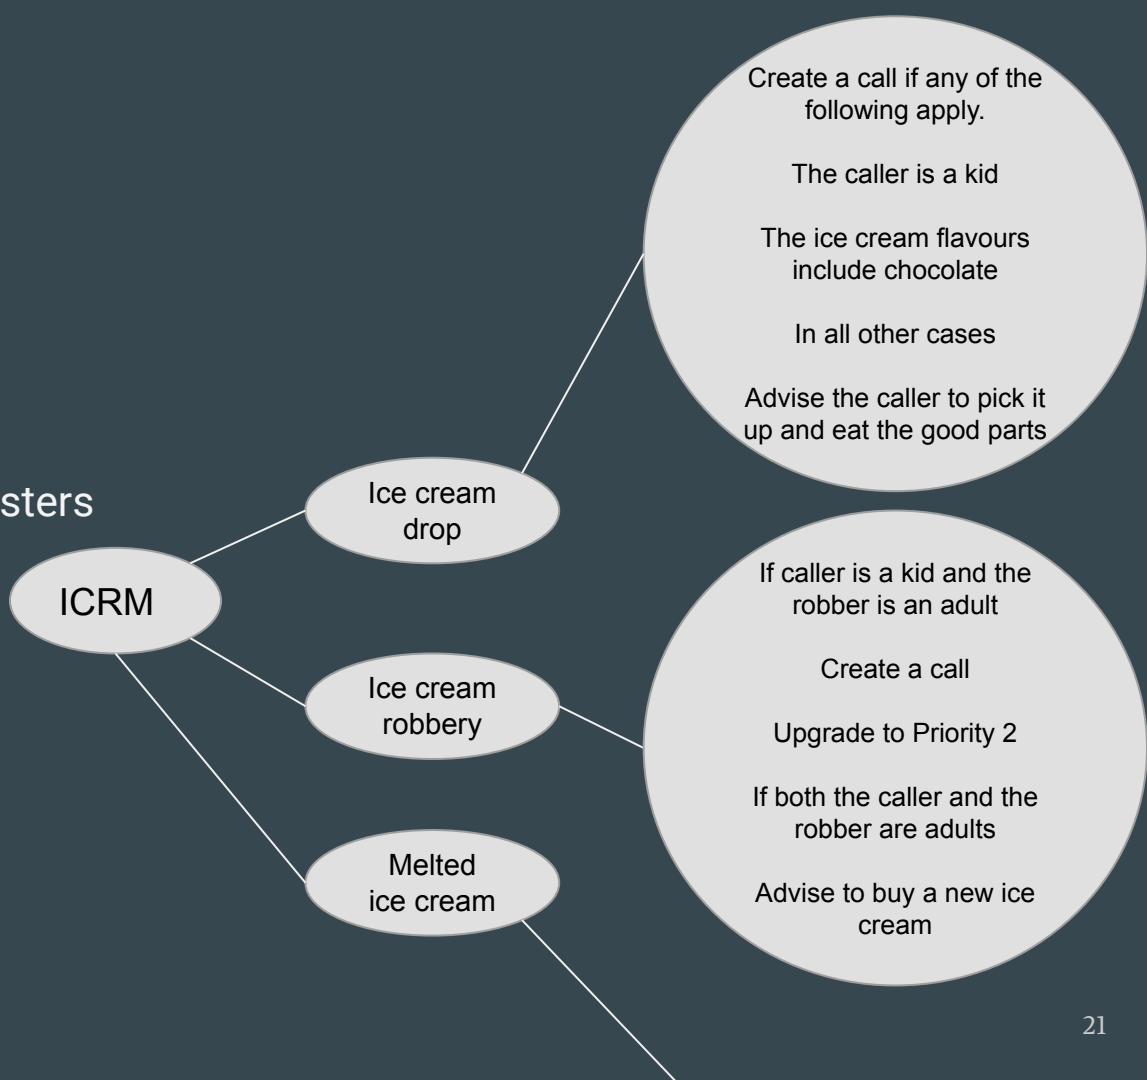 sters
ICRM
Ice cream
drop
Ice cream
robbery
Melted
ice cream
Create a call if any of the
following apply.
The caller is a kid
The ice cream flavours
include chocolate
In all other cases
Advise the caller to pick it
up and eat the good parts
If caller is a kid and the
robber is an adult
Create a call
Upgrade to Priority 2
If both the caller and the
robber are adults
Advise to buy a new ice
cream
21